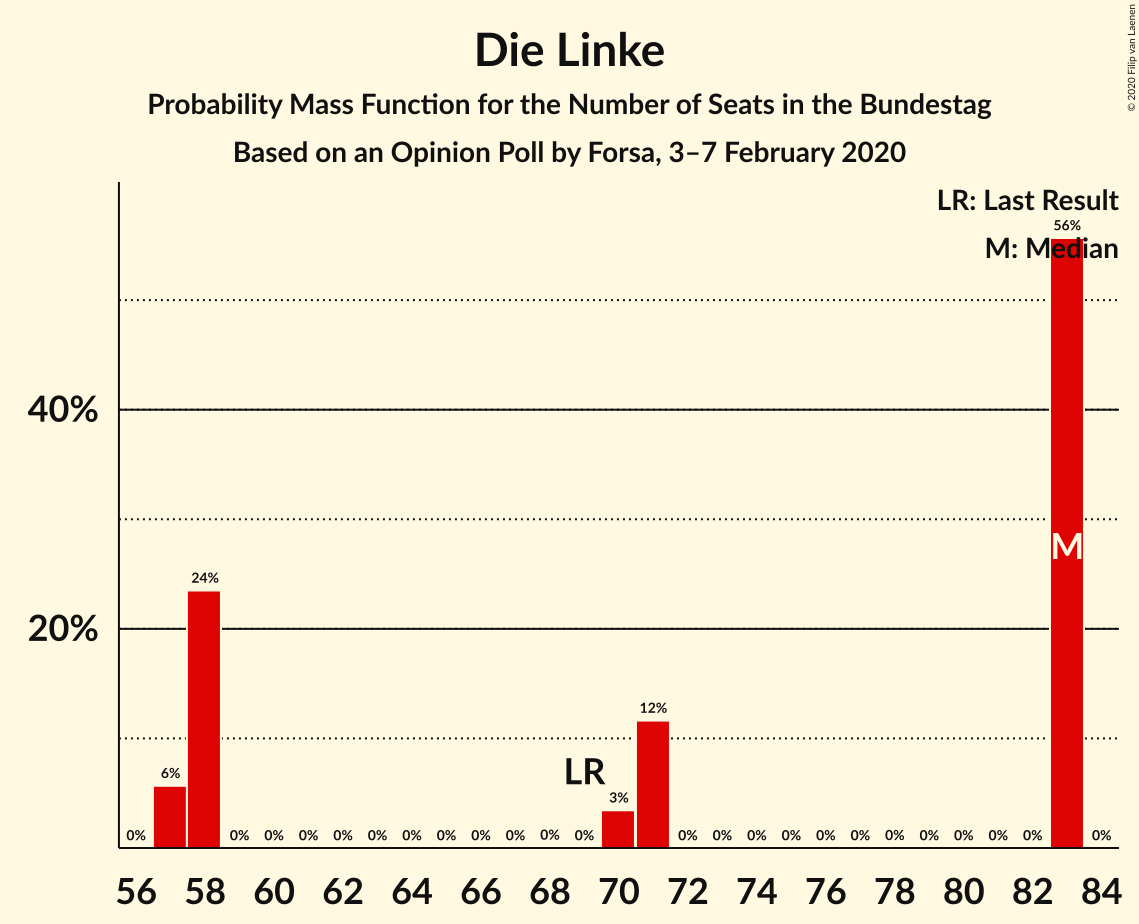 © 2020 Filip van Laenen
Die Linke
Probability Mass Function for the Number of Seats in the Bundestag
Based on an Opinion Poll by Forsa, 3–7 February 2020
LR: Last Result
56%
M: Median
40%
M
24%
20%
12%
LR
6%
3%
0% 0% 0% 0% 0% 0% 0% 0% 0% 0% 0% 0% 0% 0% 0% 0% 0% 0% 0% 0% 0% 0% 0% 0%
56 58 60 62 64 66 68 70 72 74 76 78 80 82 84